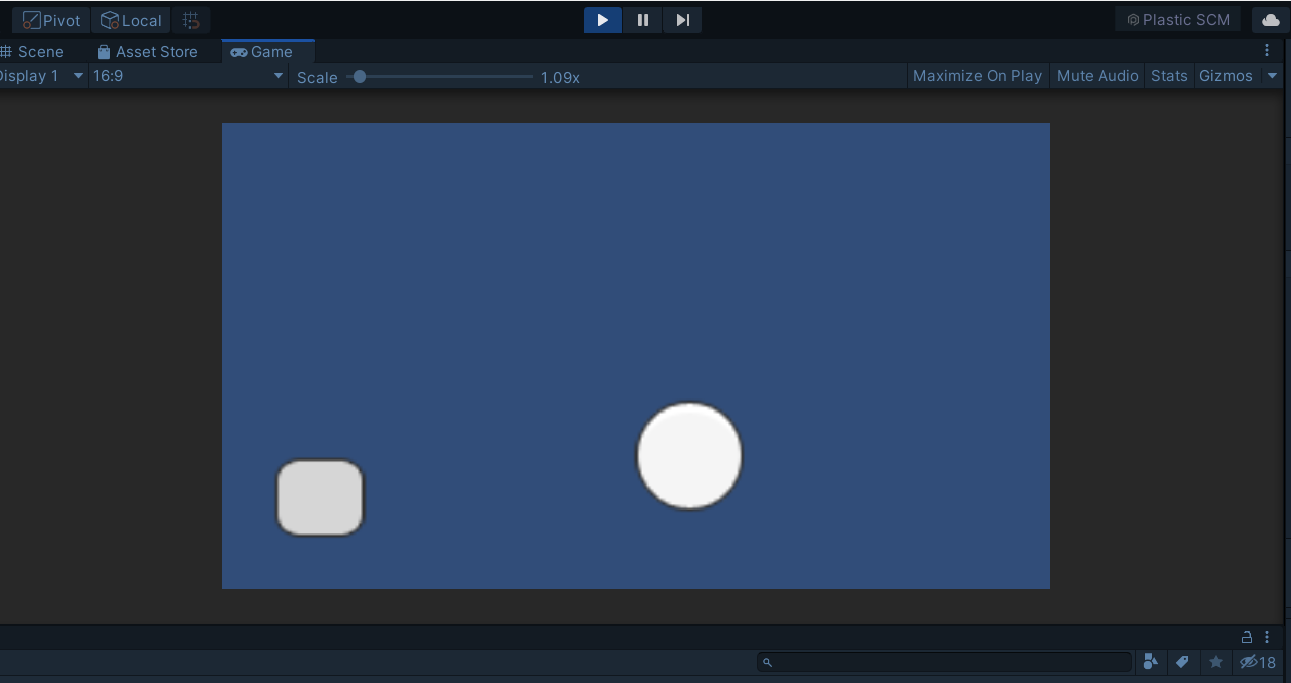 Pivot Local Plastic SCM
Scene Asset Store Game
Display 1 16:9 Scale 1.09x Maximize On Play Mute Audio Stats Gizmos
18